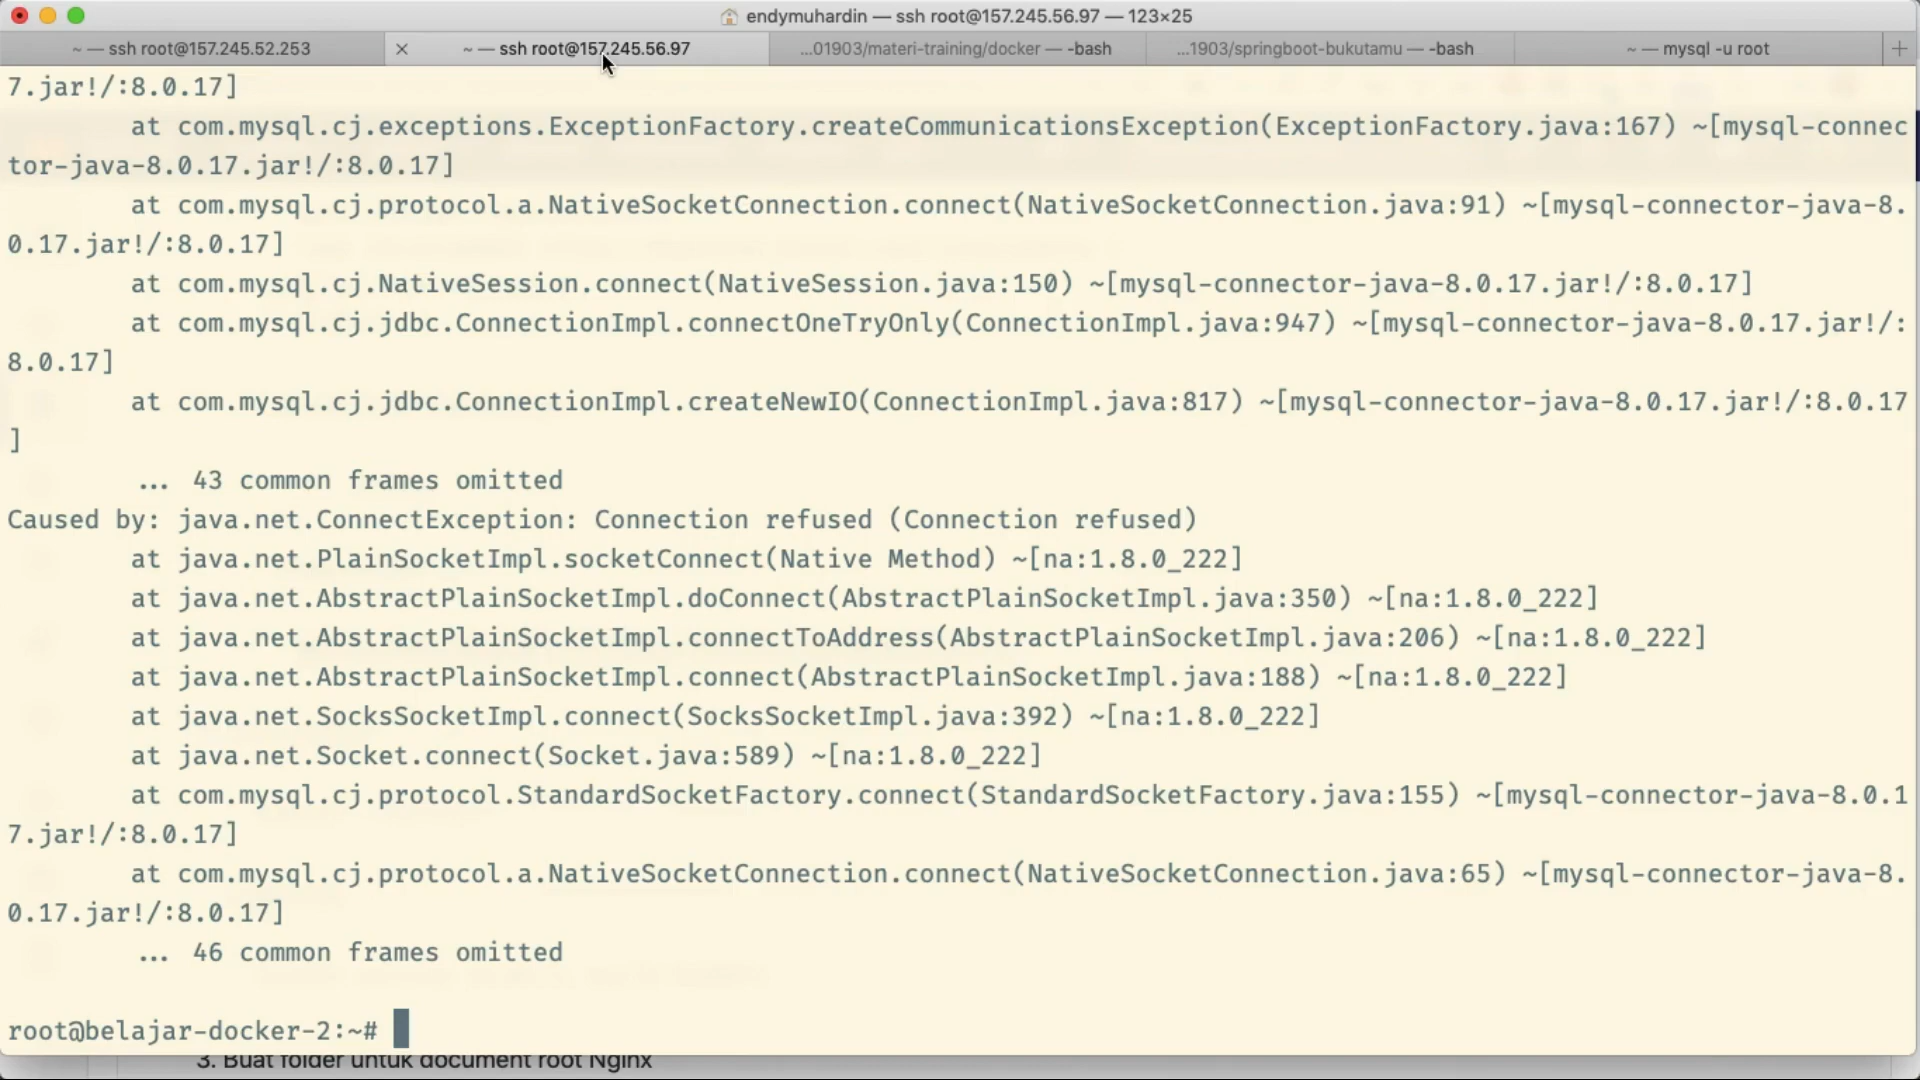 endymuhardin — ssh root@157.245.56.97 — 123×25
~ — ssh root@157.245.52.253
~ — ssh root@157.245.56.97
...01903/materi-training/docker — -bash
...1903/springboot-bukutamu — -bash
~ — mysql -u root
7.jar!/:8.0.17]
at com.mysql.cj.exceptions.ExceptionFactory.createCommunicationsException(ExceptionFactory.java:167) ~[mysql-connec
tor-java-8.0.17.jar!/:8.0.17]
at com.mysql.cj.protocol.a.NativeSocketConnection.connect(NativeSocketConnection.java:91) ~[mysql-connector-java-8.
0.17.jar!/:8.0.17]
at com.mysql.cj.NativeSession.connect(NativeSession.java:150) ~[mysql-connector-java-8.0.17.jar!/:8.0.17]
at com.mysql.cj.jdbc.ConnectionImpl.connectOneTryOnly(ConnectionImpl.java:947) ~[mysql-connector-java-8.0.17.jar!/:
8.0.17]
at com.mysql.cj.jdbc.ConnectionImpl.createNewIO(ConnectionImpl.java:817) ~[mysql-connector-java-8.0.17.jar!/:8.0.17
]
... 43 common frames omitted
Caused by: java.net.ConnectException: Connection refused (Connection refused)
at java.net.PlainSocketImpl.socketConnect(Native Method) ~[na:1.8.0_222]
at java.net.AbstractPlainSocketImpl.doConnect(AbstractPlainSocketImpl.java:350) ~[na:1.8.0_222]
at java.net.AbstractPlainSocketImpl.connectToAddress(AbstractPlainSocketImpl.java:206) ~[na:1.8.0_222]
at java.net.AbstractPlainSocketImpl.connect(AbstractPlainSocketImpl.java:188) ~[na:1.8.0_222]
at java.net.SocksSocketImpl.connect(SocksSocketImpl.java:392) ~[na:1.8.0_222]
at java.net.Socket.connect(Socket.java:589) ~[na:1.8.0_222]
at com.mysql.cj.protocol.StandardSocketFactory.connect(StandardSocketFactory.java:155) ~[mysql-connector-java-8.0.1
7.jar!/:8.0.17]
at com.mysql.cj.protocol.a.NativeSocketConnection.connect(NativeSocketConnection.java:65) ~[mysql-connector-java-8.
0.17.jar!/:8.0.17]
... 46 common frames omitted
root@belajar-docker-2:~#
3. Buat folder untuk document root Nginx